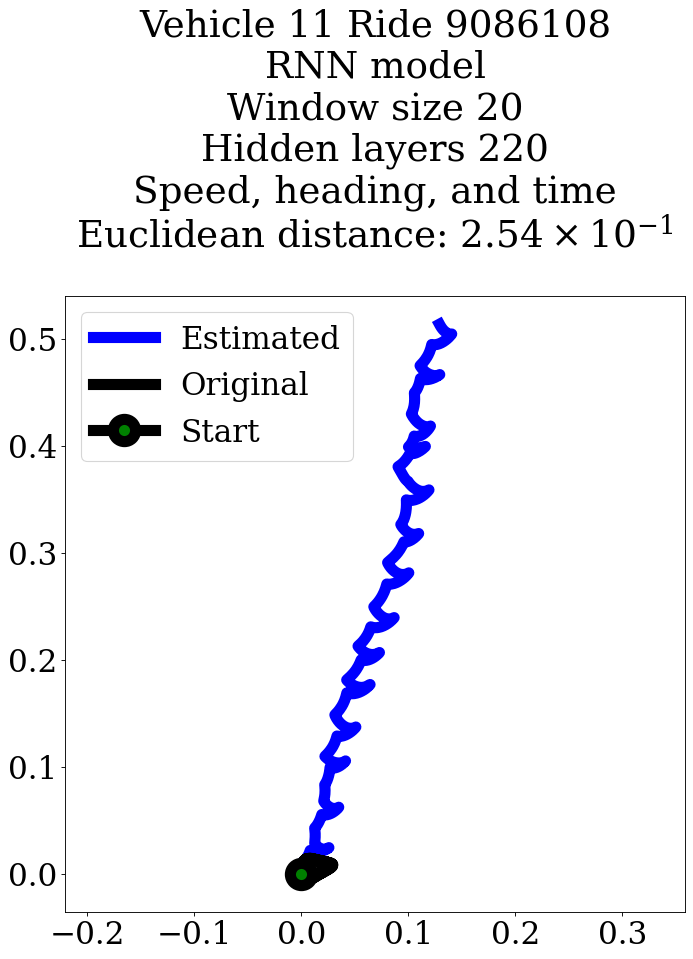 Vehicle 11 Ride 9086108
RNN model
Window size 20
Hidden layers 220
Speed, heading, and time
Euclidean distance: 2.54 × 10⁻¹
Estimated
Original
Start
0.5
0.4
0.3
0.2
0.1
0.0
−0.2 −0.1 0.0 0.1 0.2 0.3